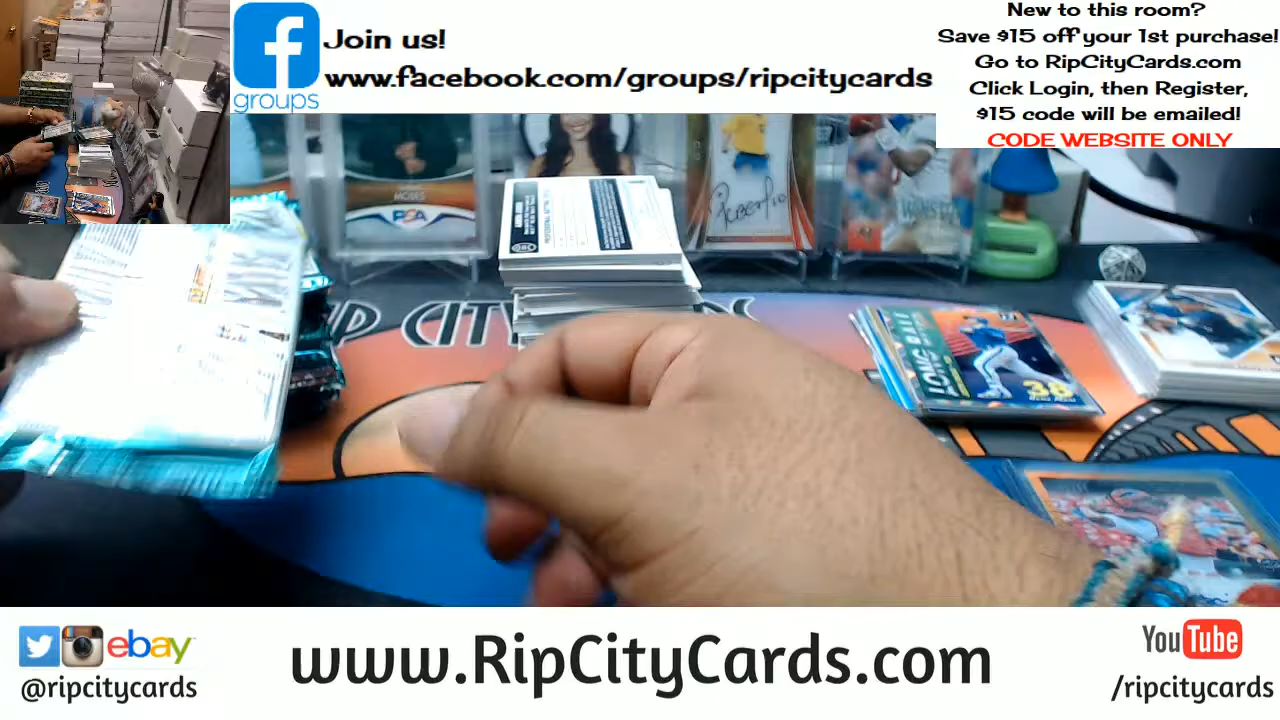 Join us!
www.facebook.com/groups/ripcitycards
groups
New to this room?
Save $15 off your 1st purchase!
Go to RipCityCards.com
Click Login, then Register,
$15 code will be emailed!
CODE WEBSITE ONLY
MOSES
PSA
CITY
LONG BALL
38
ebay
@ripcitycards
www.RipCityCards.com
YouTube
/ripcitycards